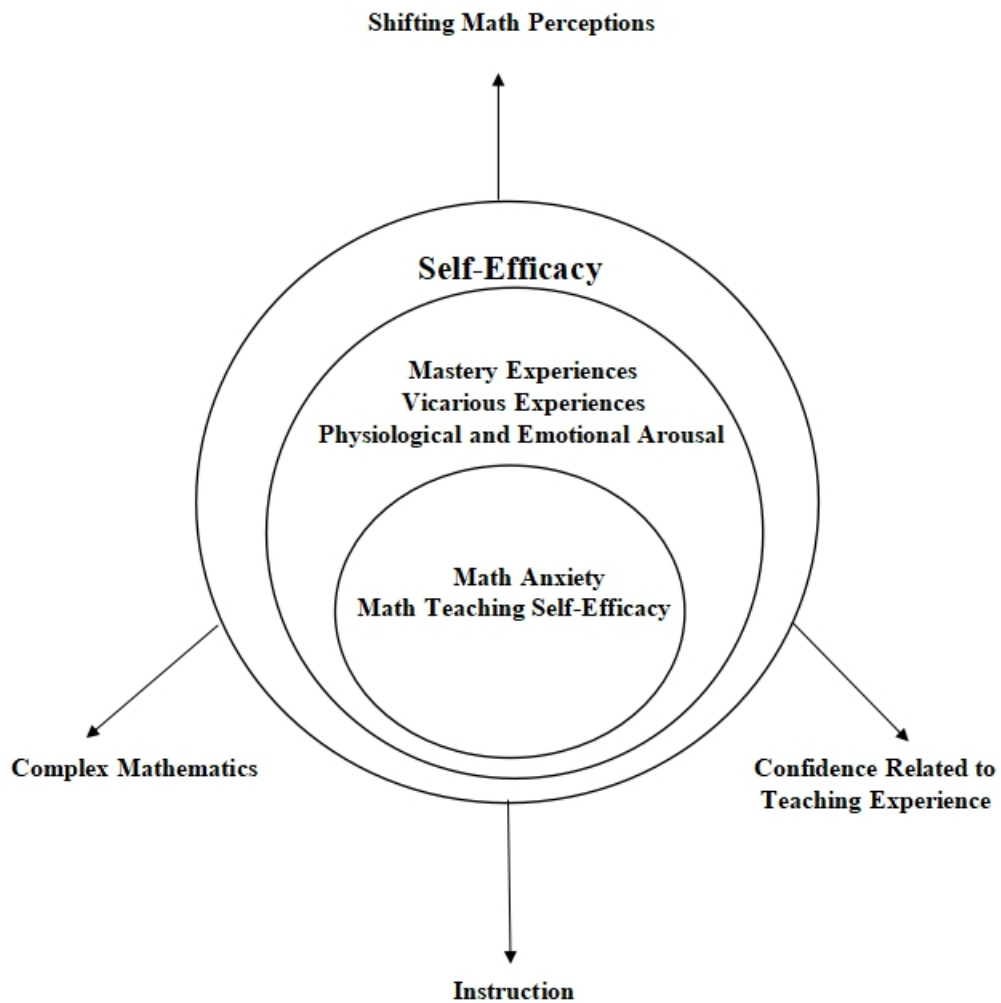 Shifting Math Perceptions
Self-Efficacy
Mastery Experiences
Vicarious Experiences
Physiological and Emotional Arousal
Math Anxiety
Math Teaching Self-Efficacy
Complex Mathematics
Confidence Related to
Teaching Experience
Instruction